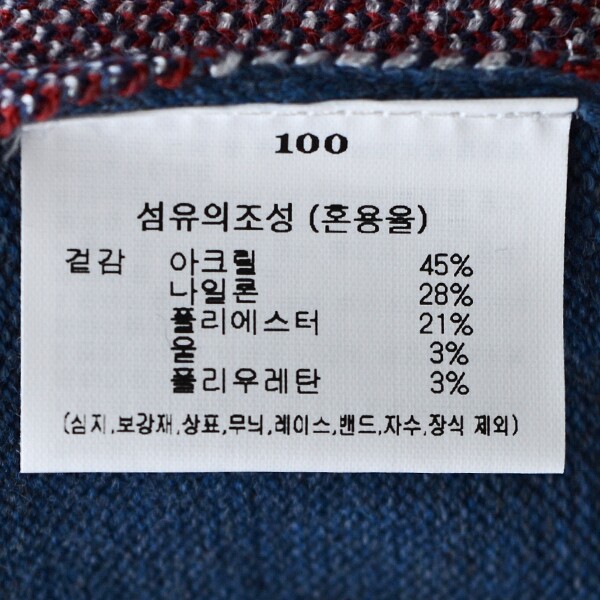 100
섬유의조성 (혼용율)
겉감 아크릴 45%
나일론 28%
폴리에스터 21%
울 3%
폴리우레탄 3%
(심지,보강재,상표,무늬,레이스,밴드,자수,장식 제외)